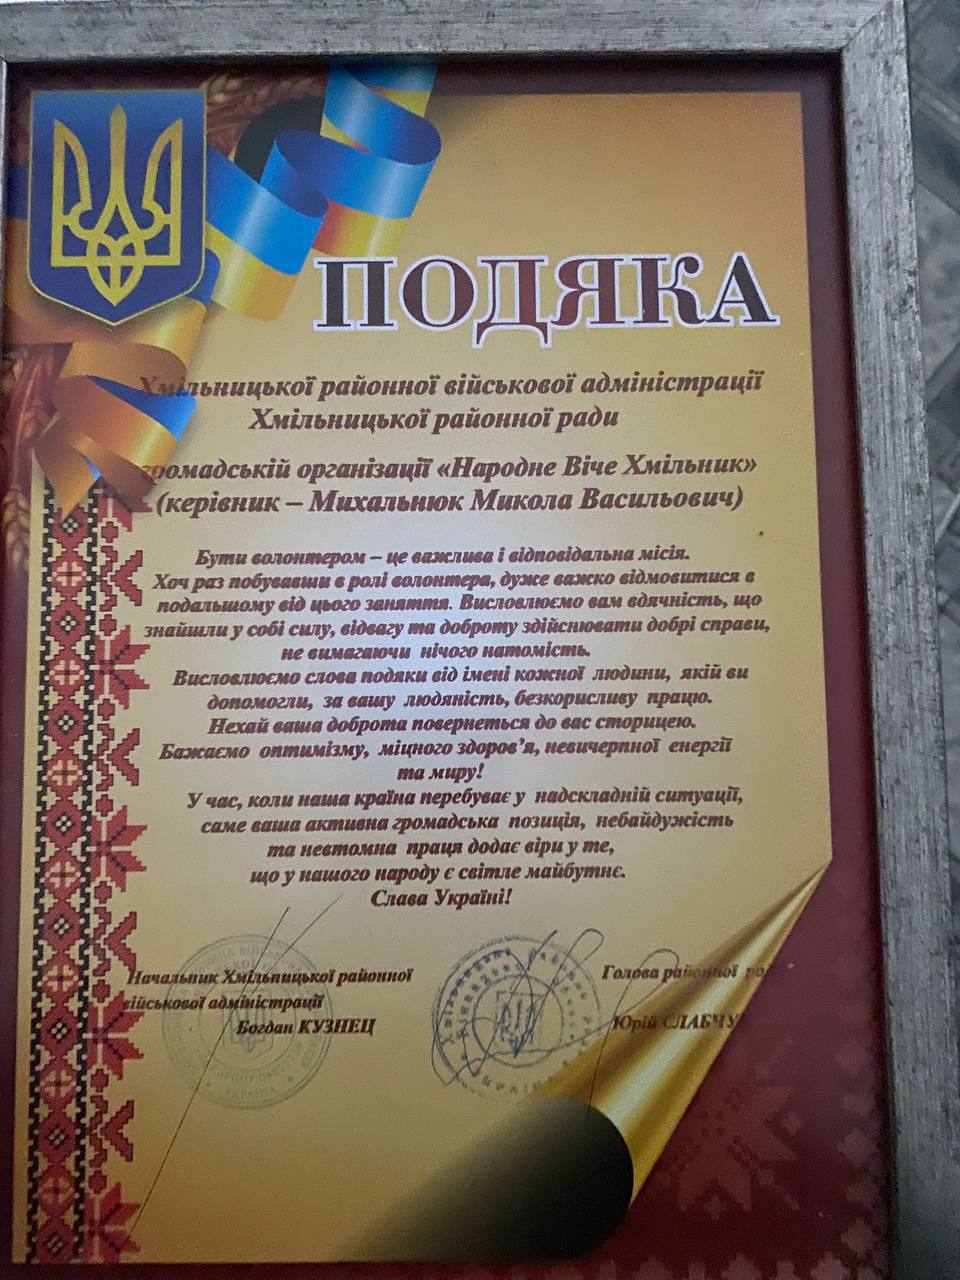 ПОДЯКА
Хмільницької районної військової адміністрації
Хмільницької районної ради
громадській організації «Народне Віче Хмільник»
(керівник – Михальнюк Микола Васильович)
Бути волонтером – це важлива і відповідальна місія.
Хоч раз побувавши в ролі волонтера, дуже важко відмовитися в
подальшому від цього заняття. Висловлюємо вам вдячність, що
знайшли у собі силу, відвагу та доброту здійснювати добрі справи,
не вимагаючи нічого натомість.
Висловлюємо слова подяки від імені кожної людини, якій ви
допомогли, за вашу людяність, безкорисливу працю.
Нехай ваша доброта повернеться до вас сторицею.
Бажаємо оптимізму, міцного здоров’я, невичерпної енергії
та миру!
У час, коли наша країна перебуває у надскладній ситуації,
саме ваша активна громадська позиція, небайдужість
та невтомна праця додає віри у те,
що у нашого народу є світле майбутнє.
Слава Україні!
Начальник Хмільницької районної
військової адміністрації
Богдан КУЗНЕЦ
Голова районної
Юрій